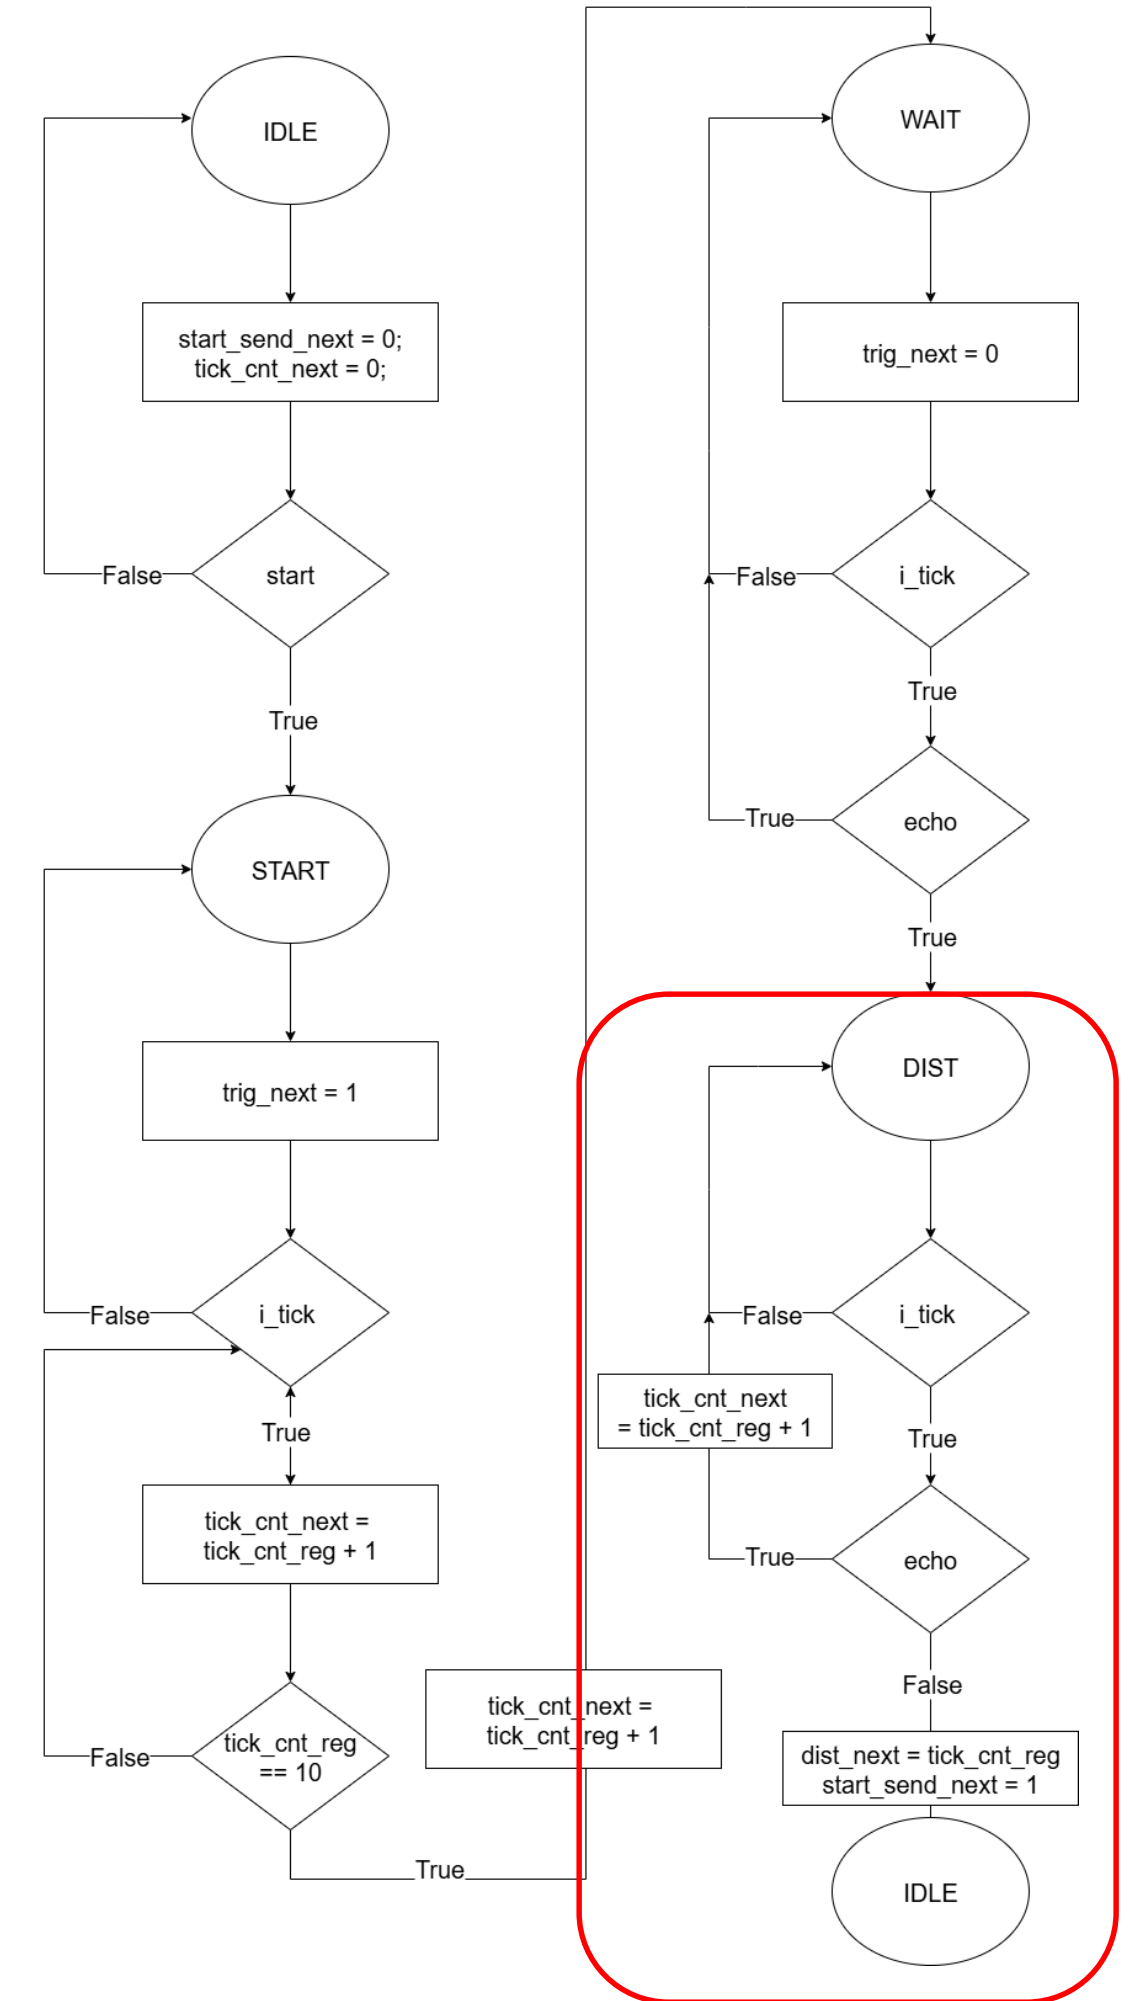 IDLE
start_send_next = 0;
tick_cnt_next = 0;
start
False
True
START
trig_next = 1
i_tick
False
True
tick_cnt_next =
tick_cnt_reg + 1
tick_cnt_reg
== 10
False
True
tick_cnt_next =
tick_cnt_reg + 1
WAIT
trig_next = 0
i_tick
False
True
echo
True
True
DIST
i_tick
False
tick_cnt_next
= tick_cnt_reg + 1
True
echo
True
False
dist_next = tick_cnt_reg
start_send_next = 1
IDLE